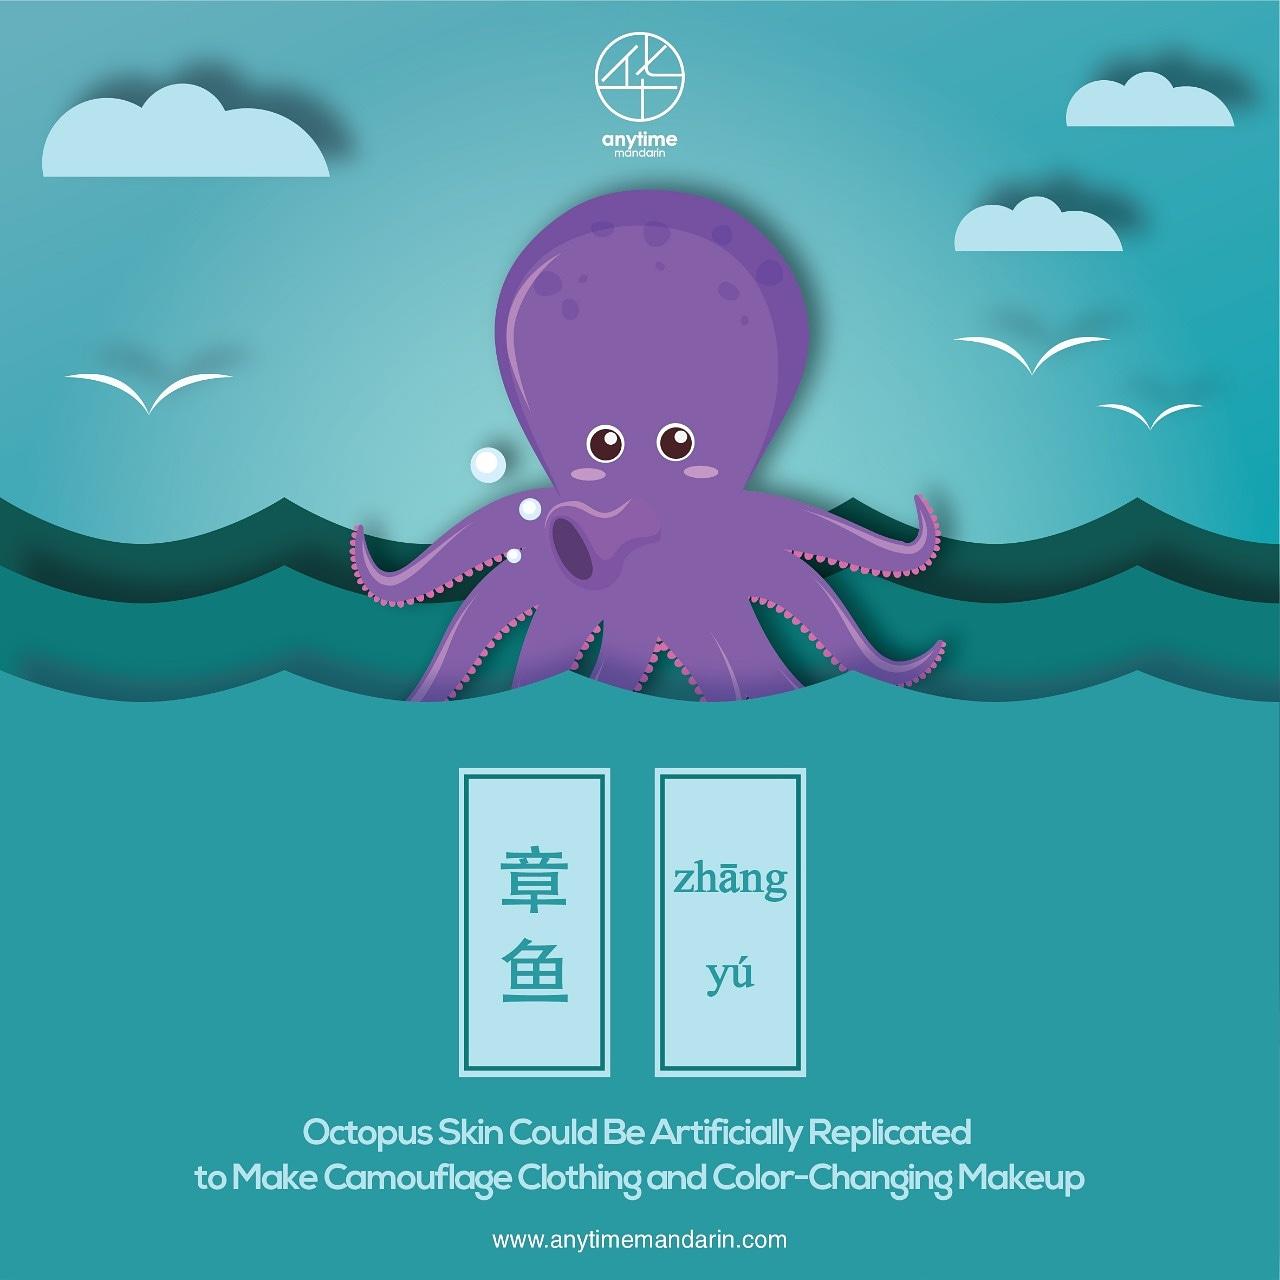 华
anytime
mandarin
章
鱼
zhāng
yú
Octopus Skin Could Be Artificially Replicated
to Make Camouflage Clothing and Color-Changing Makeup
www.anytimemandarin.com